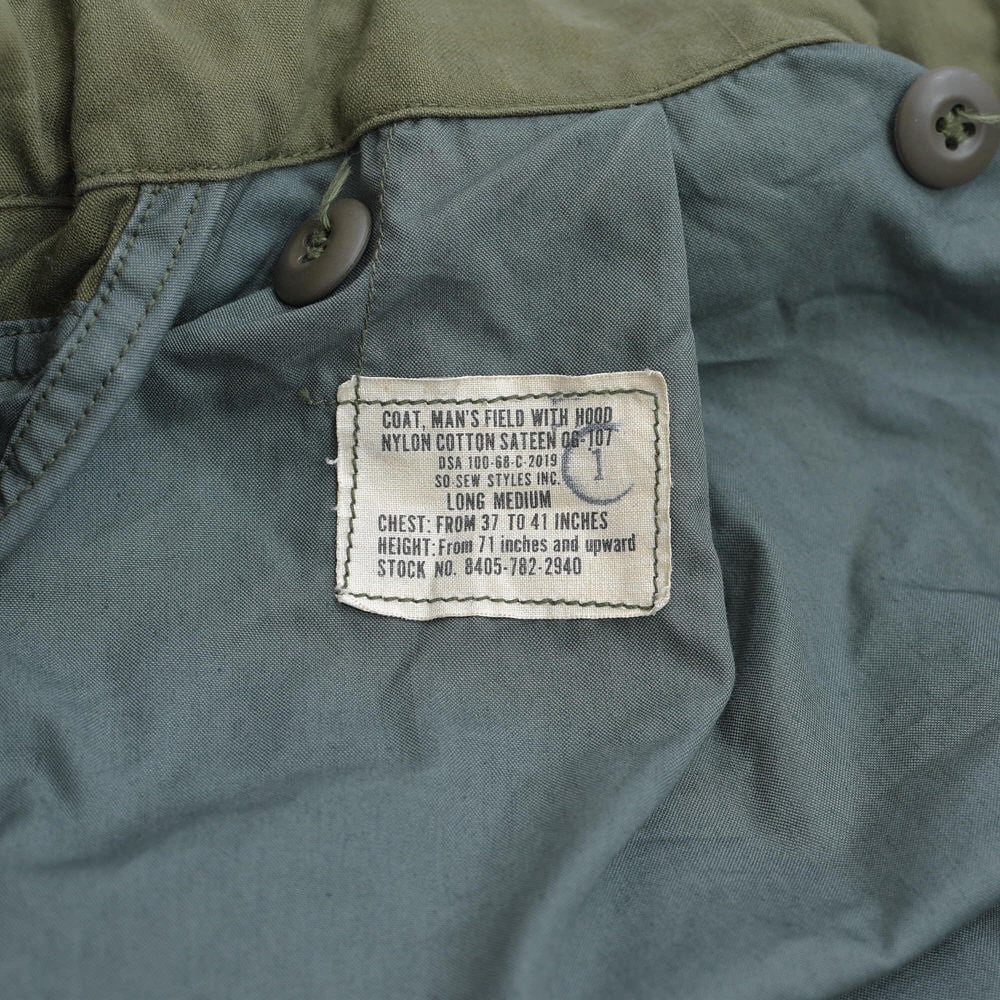 COAT, MAN'S FIELD WITH HOOD
NYLON COTTON SATEEN OG-107
DSA 100-68-C-2019
SO SEW STYLES INC.
1
LONG MEDIUM
CHEST: FROM 37 TO 41 INCHES
HEIGHT: From 71 inches and upward
STOCK NO. 8405-782-2940